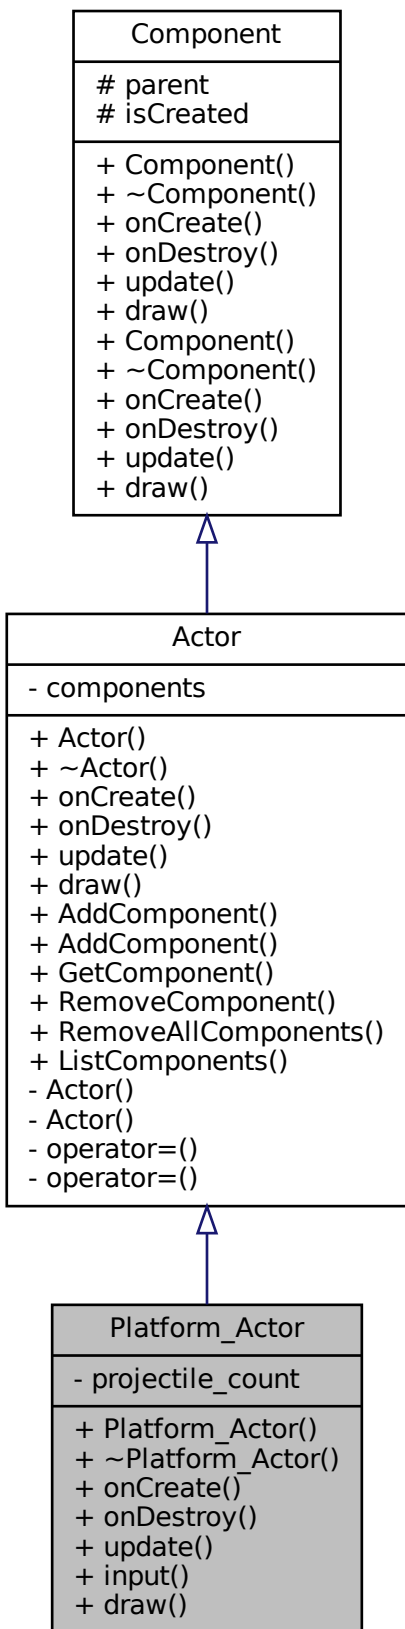 Component
# parent
# isCreated
+ Component()
+ ~Component()
+ onCreate()
+ onDestroy()
+ update()
+ draw()
+ Component()
+ ~Component()
+ onCreate()
+ onDestroy()
+ update()
+ draw()
Actor
- components
+ Actor()
+ ~Actor()
+ onCreate()
+ onDestroy()
+ update()
+ draw()
+ AddComponent()
+ AddComponent()
+ GetComponent()
+ RemoveComponent()
+ RemoveAllComponents()
+ ListComponents()
- Actor()
- Actor()
- operator=()
- operator=()
Platform_Actor
- projectile_count
+ Platform_Actor()
+ ~Platform_Actor()
+ onCreate()
+ onDestroy()
+ update()
+ input()
+ draw()